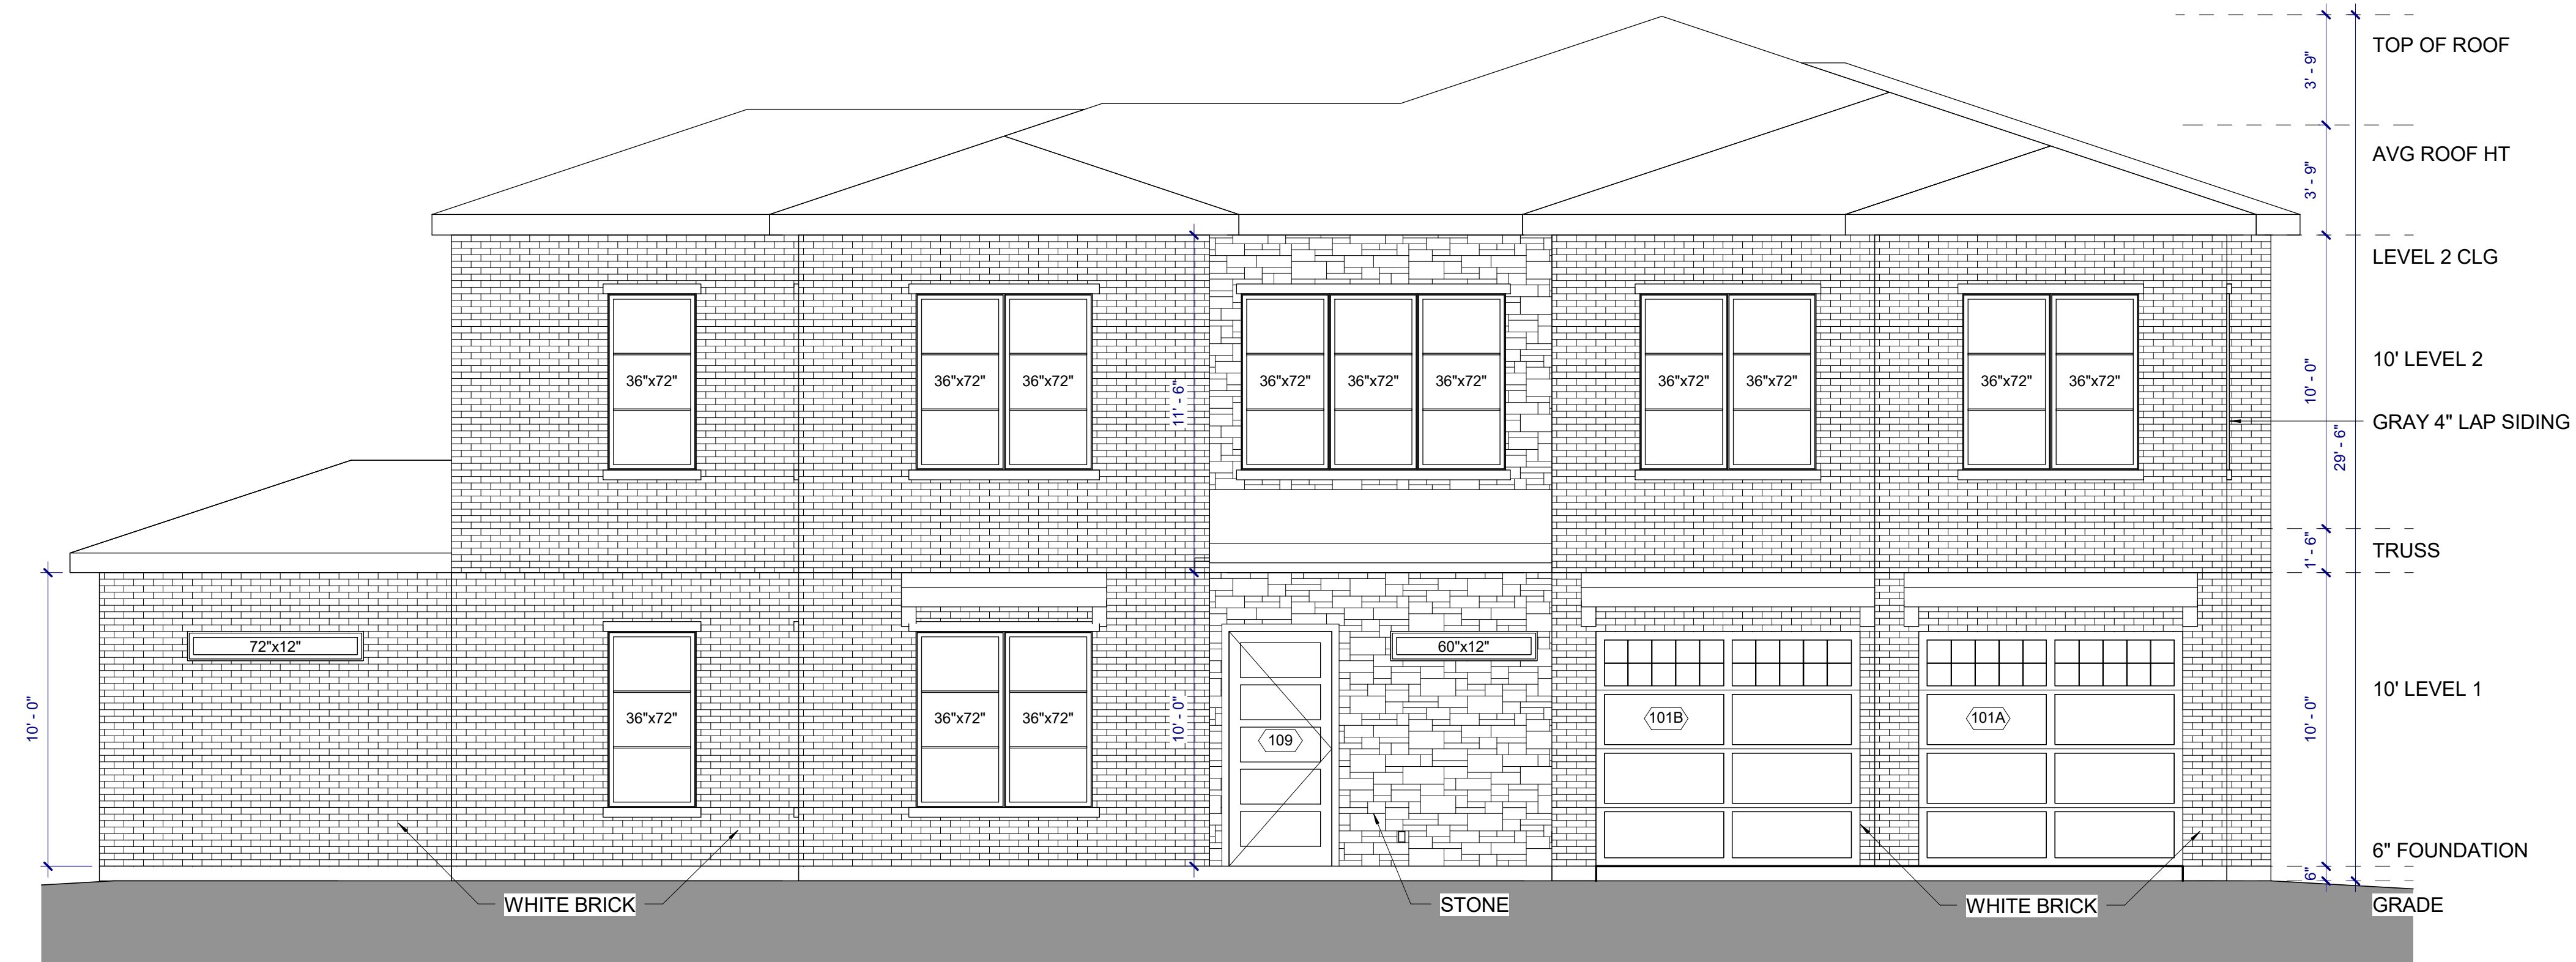 TOP OF ROOF
3' - 9"
AVG ROOF HT
3' - 9"
LEVEL 2 CLG
10' LEVEL 2
36"x72"
36"x72" 36"x72"
11' - 6"
36"x72" 36"x72" 36"x72"
36"x72" 36"x72"
36"x72" 36"x72"
10' - 0"
GRAY 4" LAP SIDING
29' - 6"
1' - 6"
TRUSS
72"x12"
60"x12"
10' LEVEL 1
10' - 0"
36"x72"
36"x72" 36"x72"
10' - 0"
109
101B
101A
10' - 0"
6" FOUNDATION
6"
WHITE BRICK
STONE
WHITE BRICK
GRADE